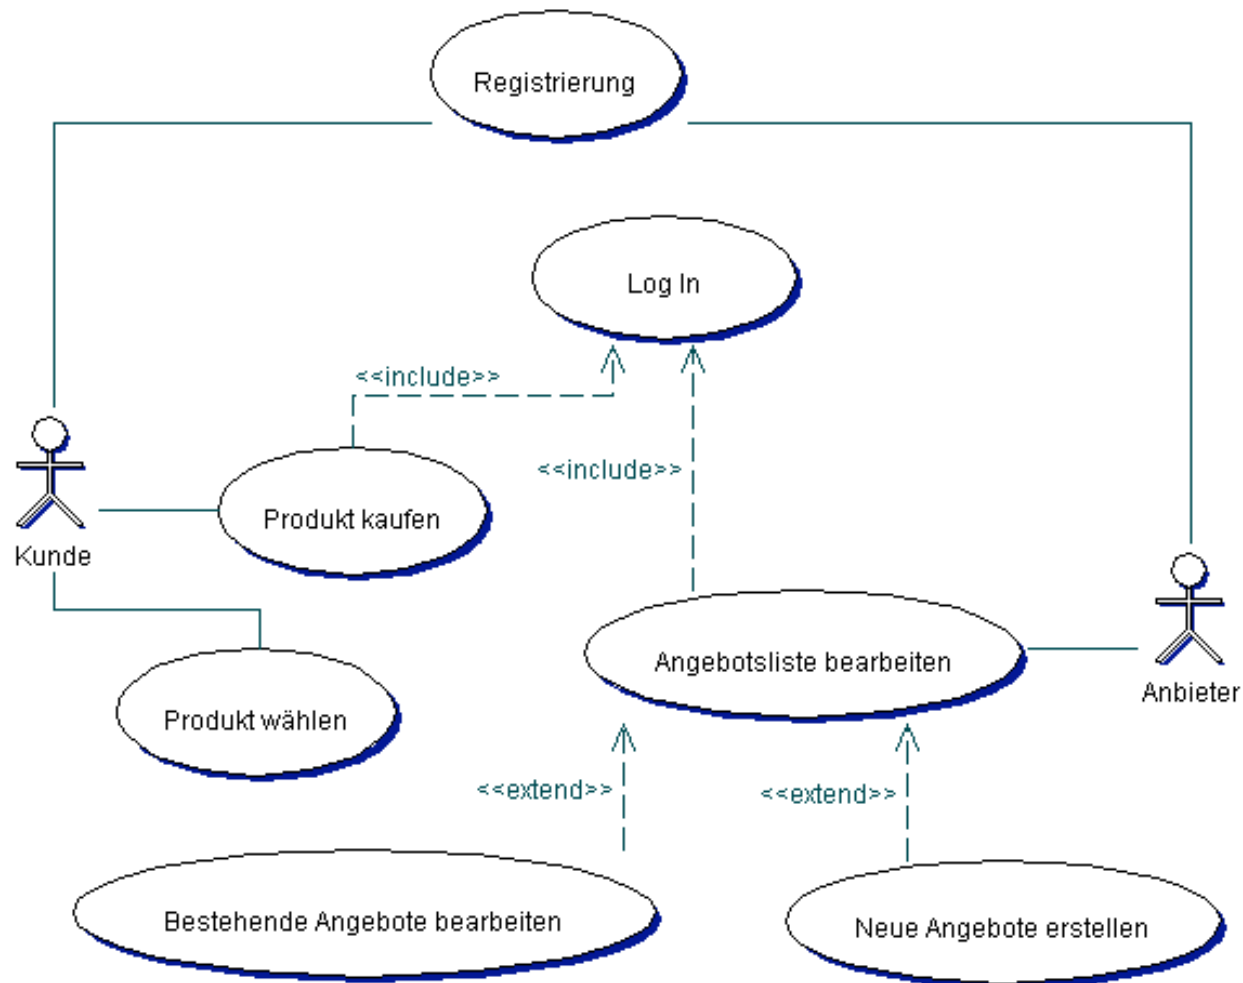 Registrierung
Log In
<<include>>
<<include>>
Produkt kaufen
Kunde
Angebotsliste bearbeiten
Anbieter
Produkt wählen
<<extend>>
<<extend>>
Bestehende Angebote bearbeiten
Neue Angebote erstellen